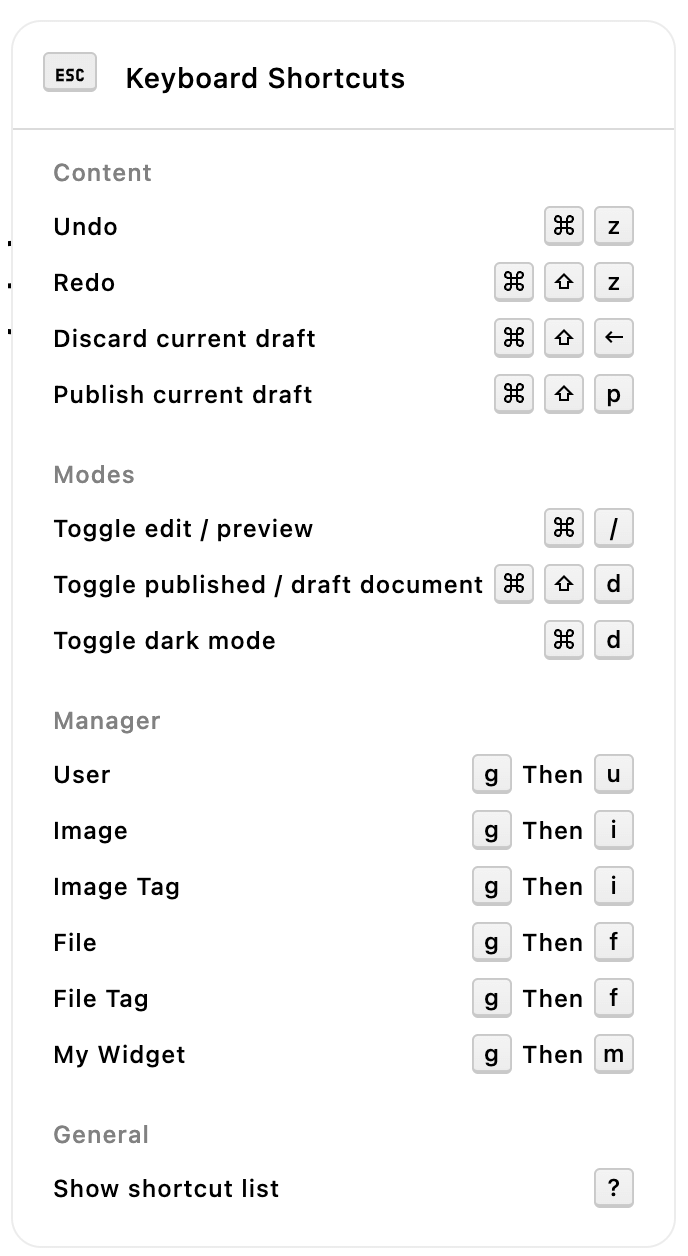 ESC Keyboard Shortcuts
Content
Undo ⌘ z
Redo ⌘ ⇧ z
Discard current draft ⌘ ⇧ ←
Publish current draft ⌘ ⇧ p
Modes
Toggle edit / preview ⌘ /
Toggle published / draft document ⌘ ⇧ d
Toggle dark mode ⌘ d
Manager
User g Then u
Image g Then i
Image Tag g Then i
File g Then f
File Tag g Then f
My Widget g Then m
General
Show shortcut list ?